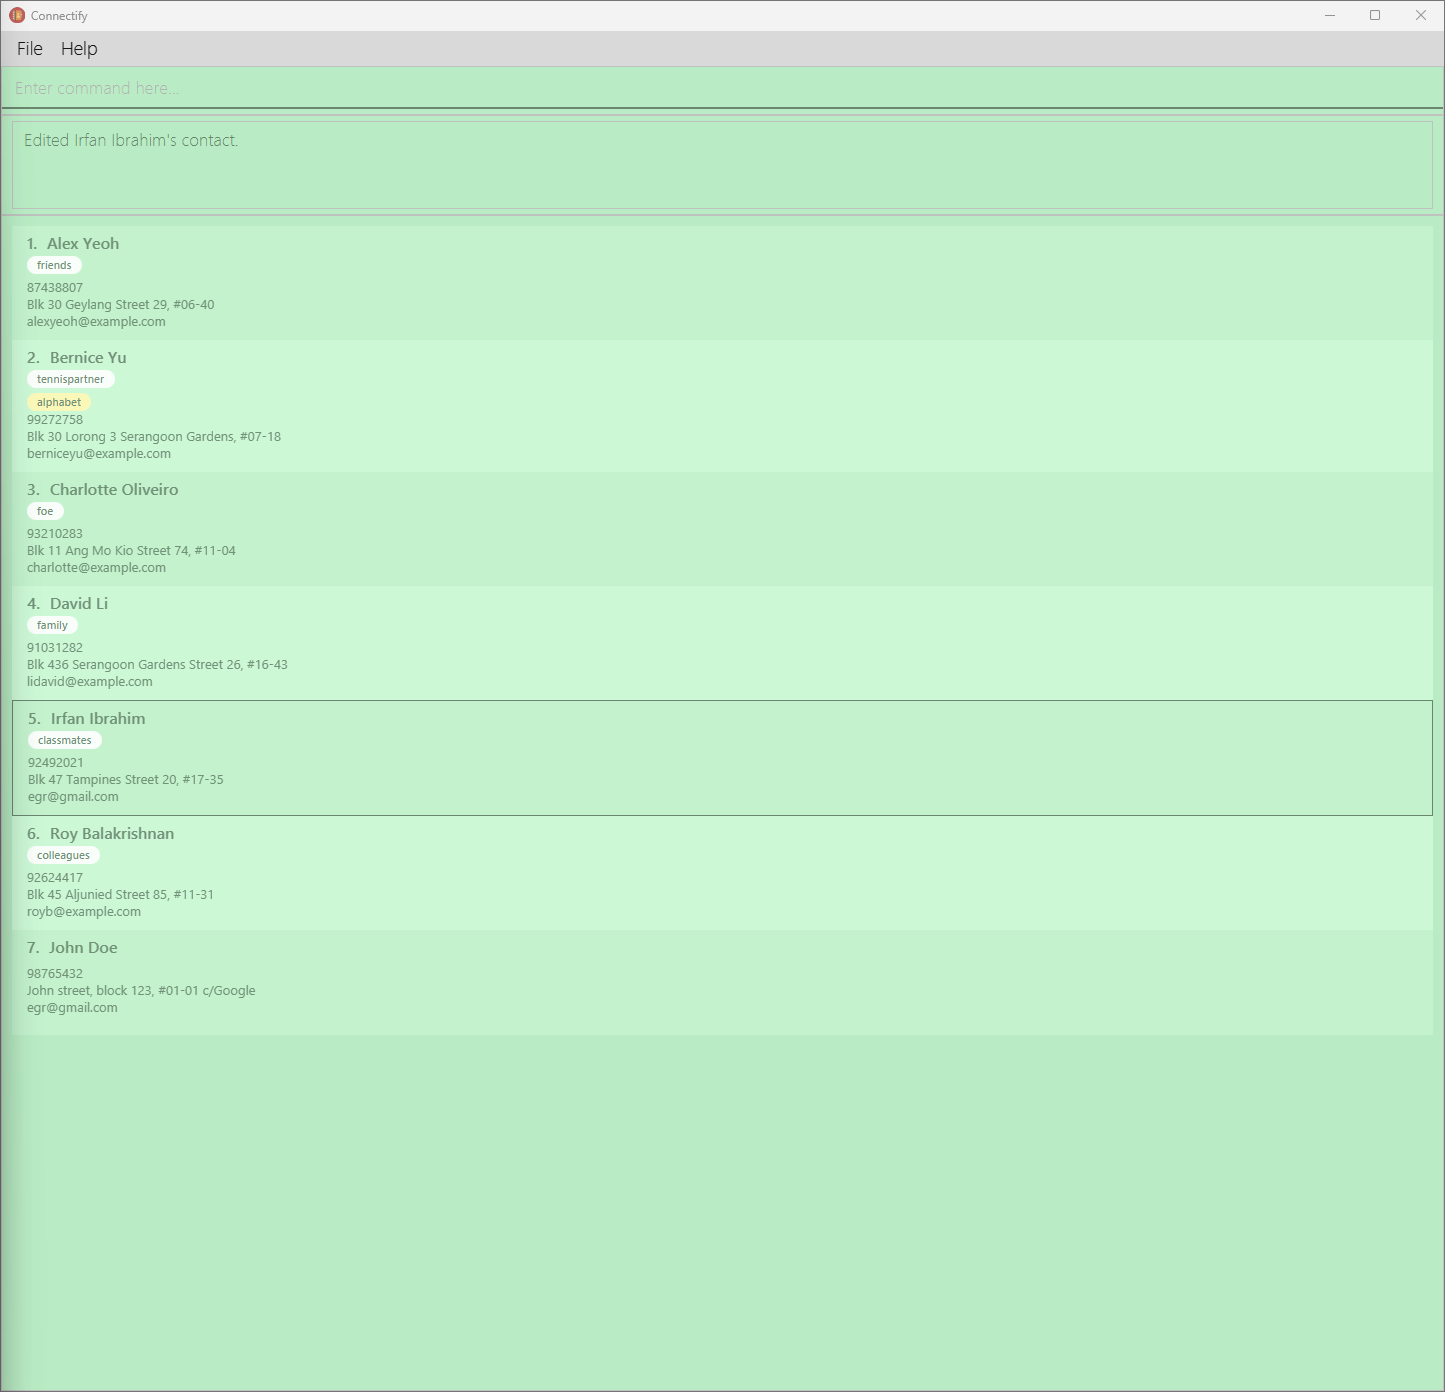 Connectify
File Help
Enter command here...
Edited Irfan Ibrahim's contact.
1. Alex Yeoh
friends
87438807
Blk 30 Geylang Street 29, #06-40
alexyeoh@example.com
2. Bernice Yu
tennispartner
alphabet
99272758
Blk 30 Lorong 3 Serangoon Gardens, #07-18
berniceyu@example.com
3. Charlotte Oliveiro
foe
93210283
Blk 11 Ang Mo Kio Street 74, #11-04
charlotte@example.com
4. David Li
family
91031282
Blk 436 Serangoon Gardens Street 26, #16-43
lidavid@example.com
5. Irfan Ibrahim
classmates
92492021
Blk 47 Tampines Street 20, #17-35
egr@gmail.com
6. Roy Balakrishnan
colleagues
92624417
Blk 45 Aljunied Street 85, #11-31
royb@example.com
7. John Doe
98765432
John street, block 123, #01-01 c/Google
egr@gmail.com